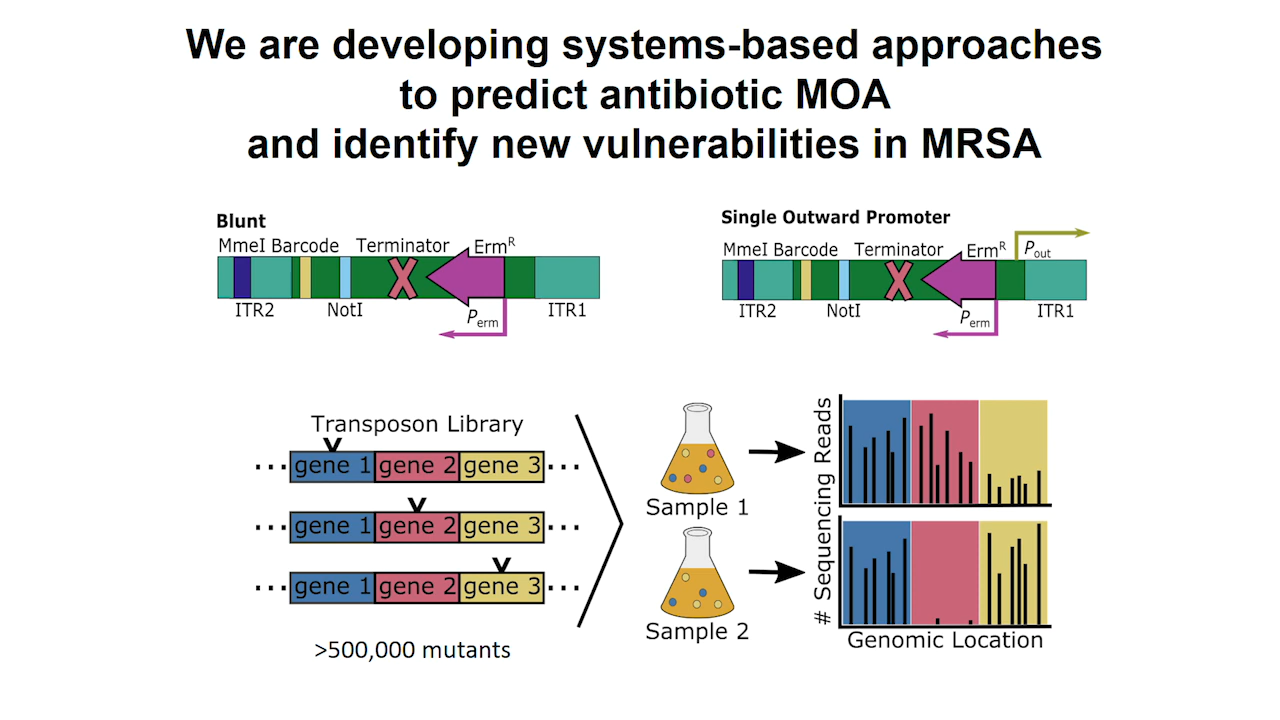 We are developing systems-based approaches
to predict antibiotic MOA
and identify new vulnerabilities in MRSA
Blunt
MmeI Barcode Terminator ErmR
ITR2 NotI Perm ITR1
Single Outward Promoter
MmeI Barcode Terminator ErmR Pout
ITR2 NotI Perm ITR1
Transposon Library
... gene 1 gene 2 gene 3 ...
... gene 1 gene 2 gene 3 ...
... gene 1 gene 2 gene 3 ...
>500,000 mutants
Sample 1
Sample 2
# Sequencing Reads
Genomic Location